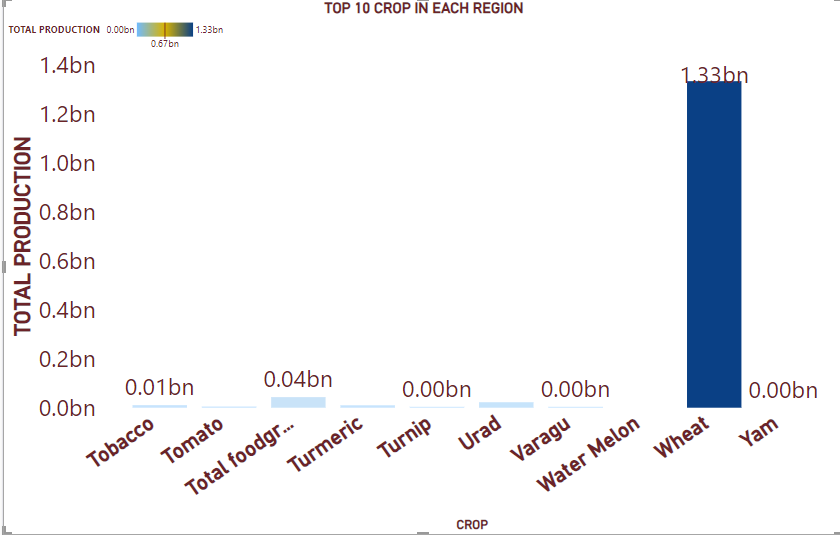 TOP 10 CROP IN EACH REGION
TOTAL PRODUCTION 0.00bn 1.33bn
0.67bn
TOTAL PRODUCTION
1.4bn
1.2bn
1.0bn
0.8bn
0.6bn
0.4bn
0.2bn
0.0bn
0.01bn
0.04bn
0.00bn
0.00bn
1.33bn
0.00bn
Tobacco
Tomato
Total foodgr...
Turmeric
Turnip
Urad
Varagu
Water Melon
Wheat
Yam
CROP